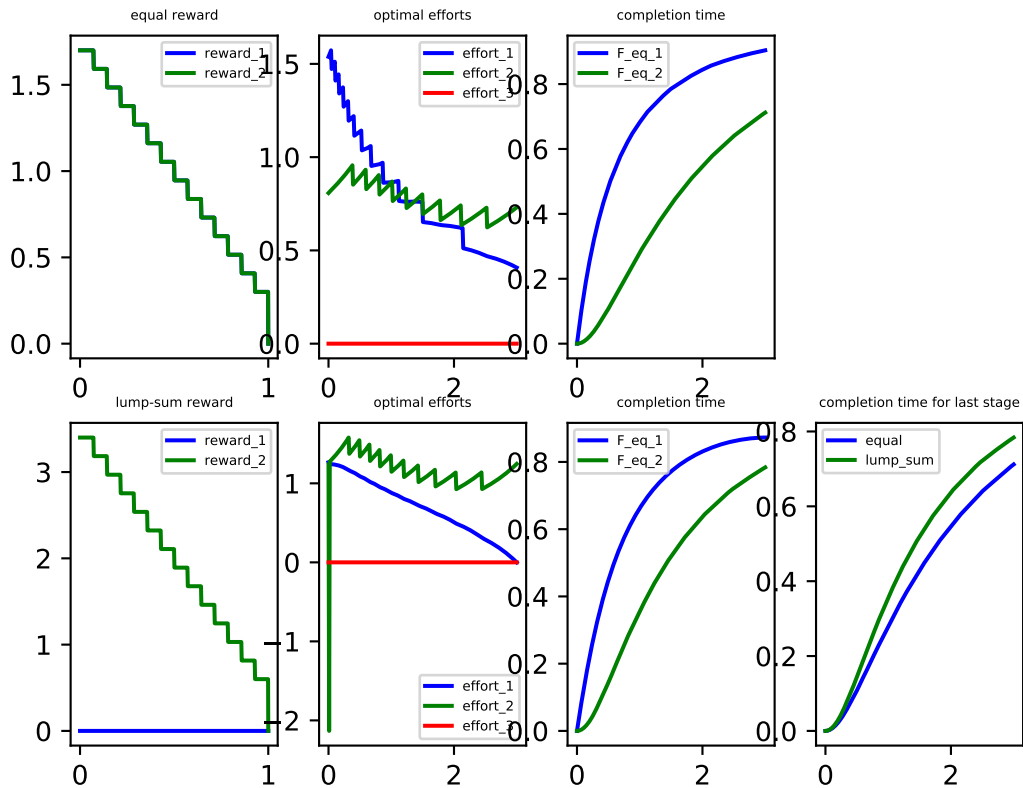 equal reward
optimal efforts
completion time
reward_1
reward_2
effort_1
effort_2
effort_3
F_eq_1
F_eq_2
1.5
1.0
0.5
0.0
0
1
1.5
1.0
0.5
0.0
0
2
0.8
0.6
0.4
0.2
0.0
0
2
lump-sum reward
optimal efforts
completion time
completion time for last stage
reward_1
reward_2
effort_1
effort_2
effort_3
F_eq_1
F_eq_2
equal
lump_sum
3
2
1
0
0
1
1
0
−1
−2
0
2
0.8
0.6
0.4
0.2
0.0
0
2
0.8
0.6
0.4
0.2
0.0
0
2